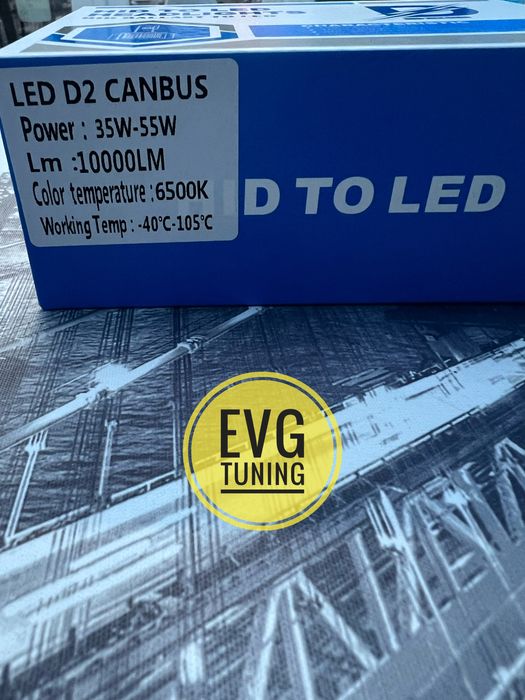 LED D2 CANBUS
Power : 35W-55W
Lm :10000LM
Color temperature :6500K
Working Temp : -40℃-105℃
HID TO LED
EVG
TUNING